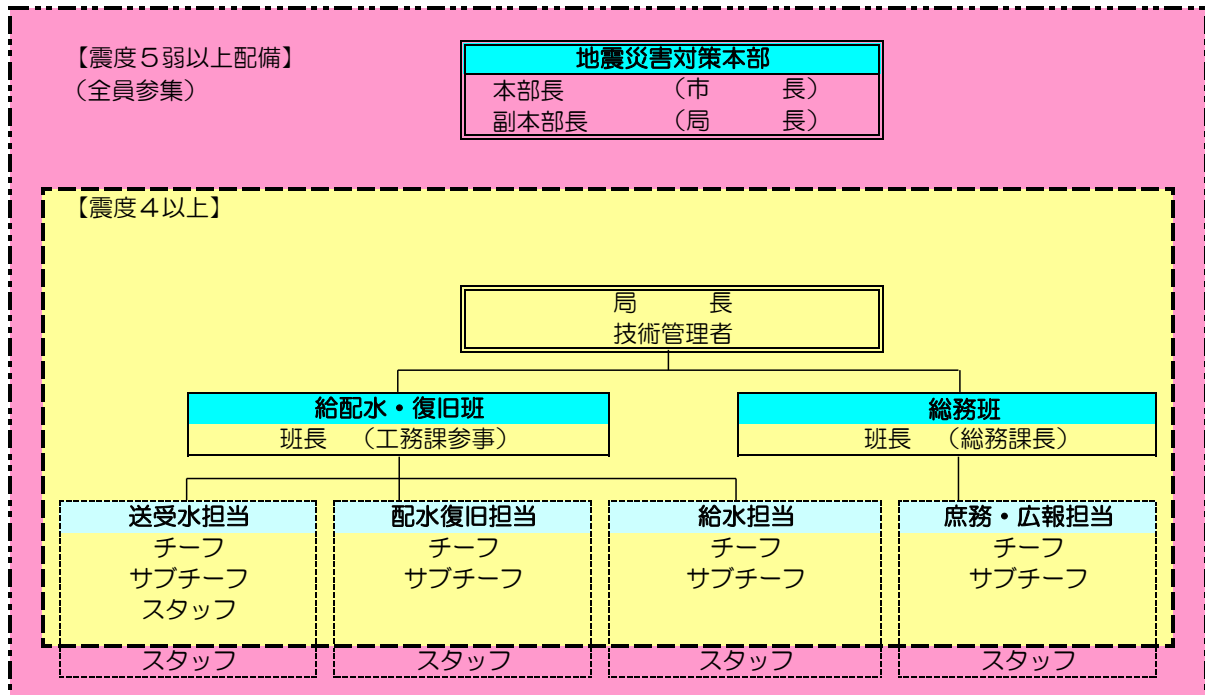 【震度５弱以上配備】
（全員参集）
地震災害対策本部
本部長　（市　長）
副本部長　（局　長）
【震度４以上】
局　長
技術管理者
給配水・復旧班
班長　（工務課参事）
総務班
班長　（総務課長）
送受水担当
チーフ
サブチーフ
スタッフ
スタッフ
配水復旧担当
チーフ
サブチーフ
スタッフ
給水担当
チーフ
サブチーフ
スタッフ
庶務・広報担当
チーフ
サブチーフ
スタッフ